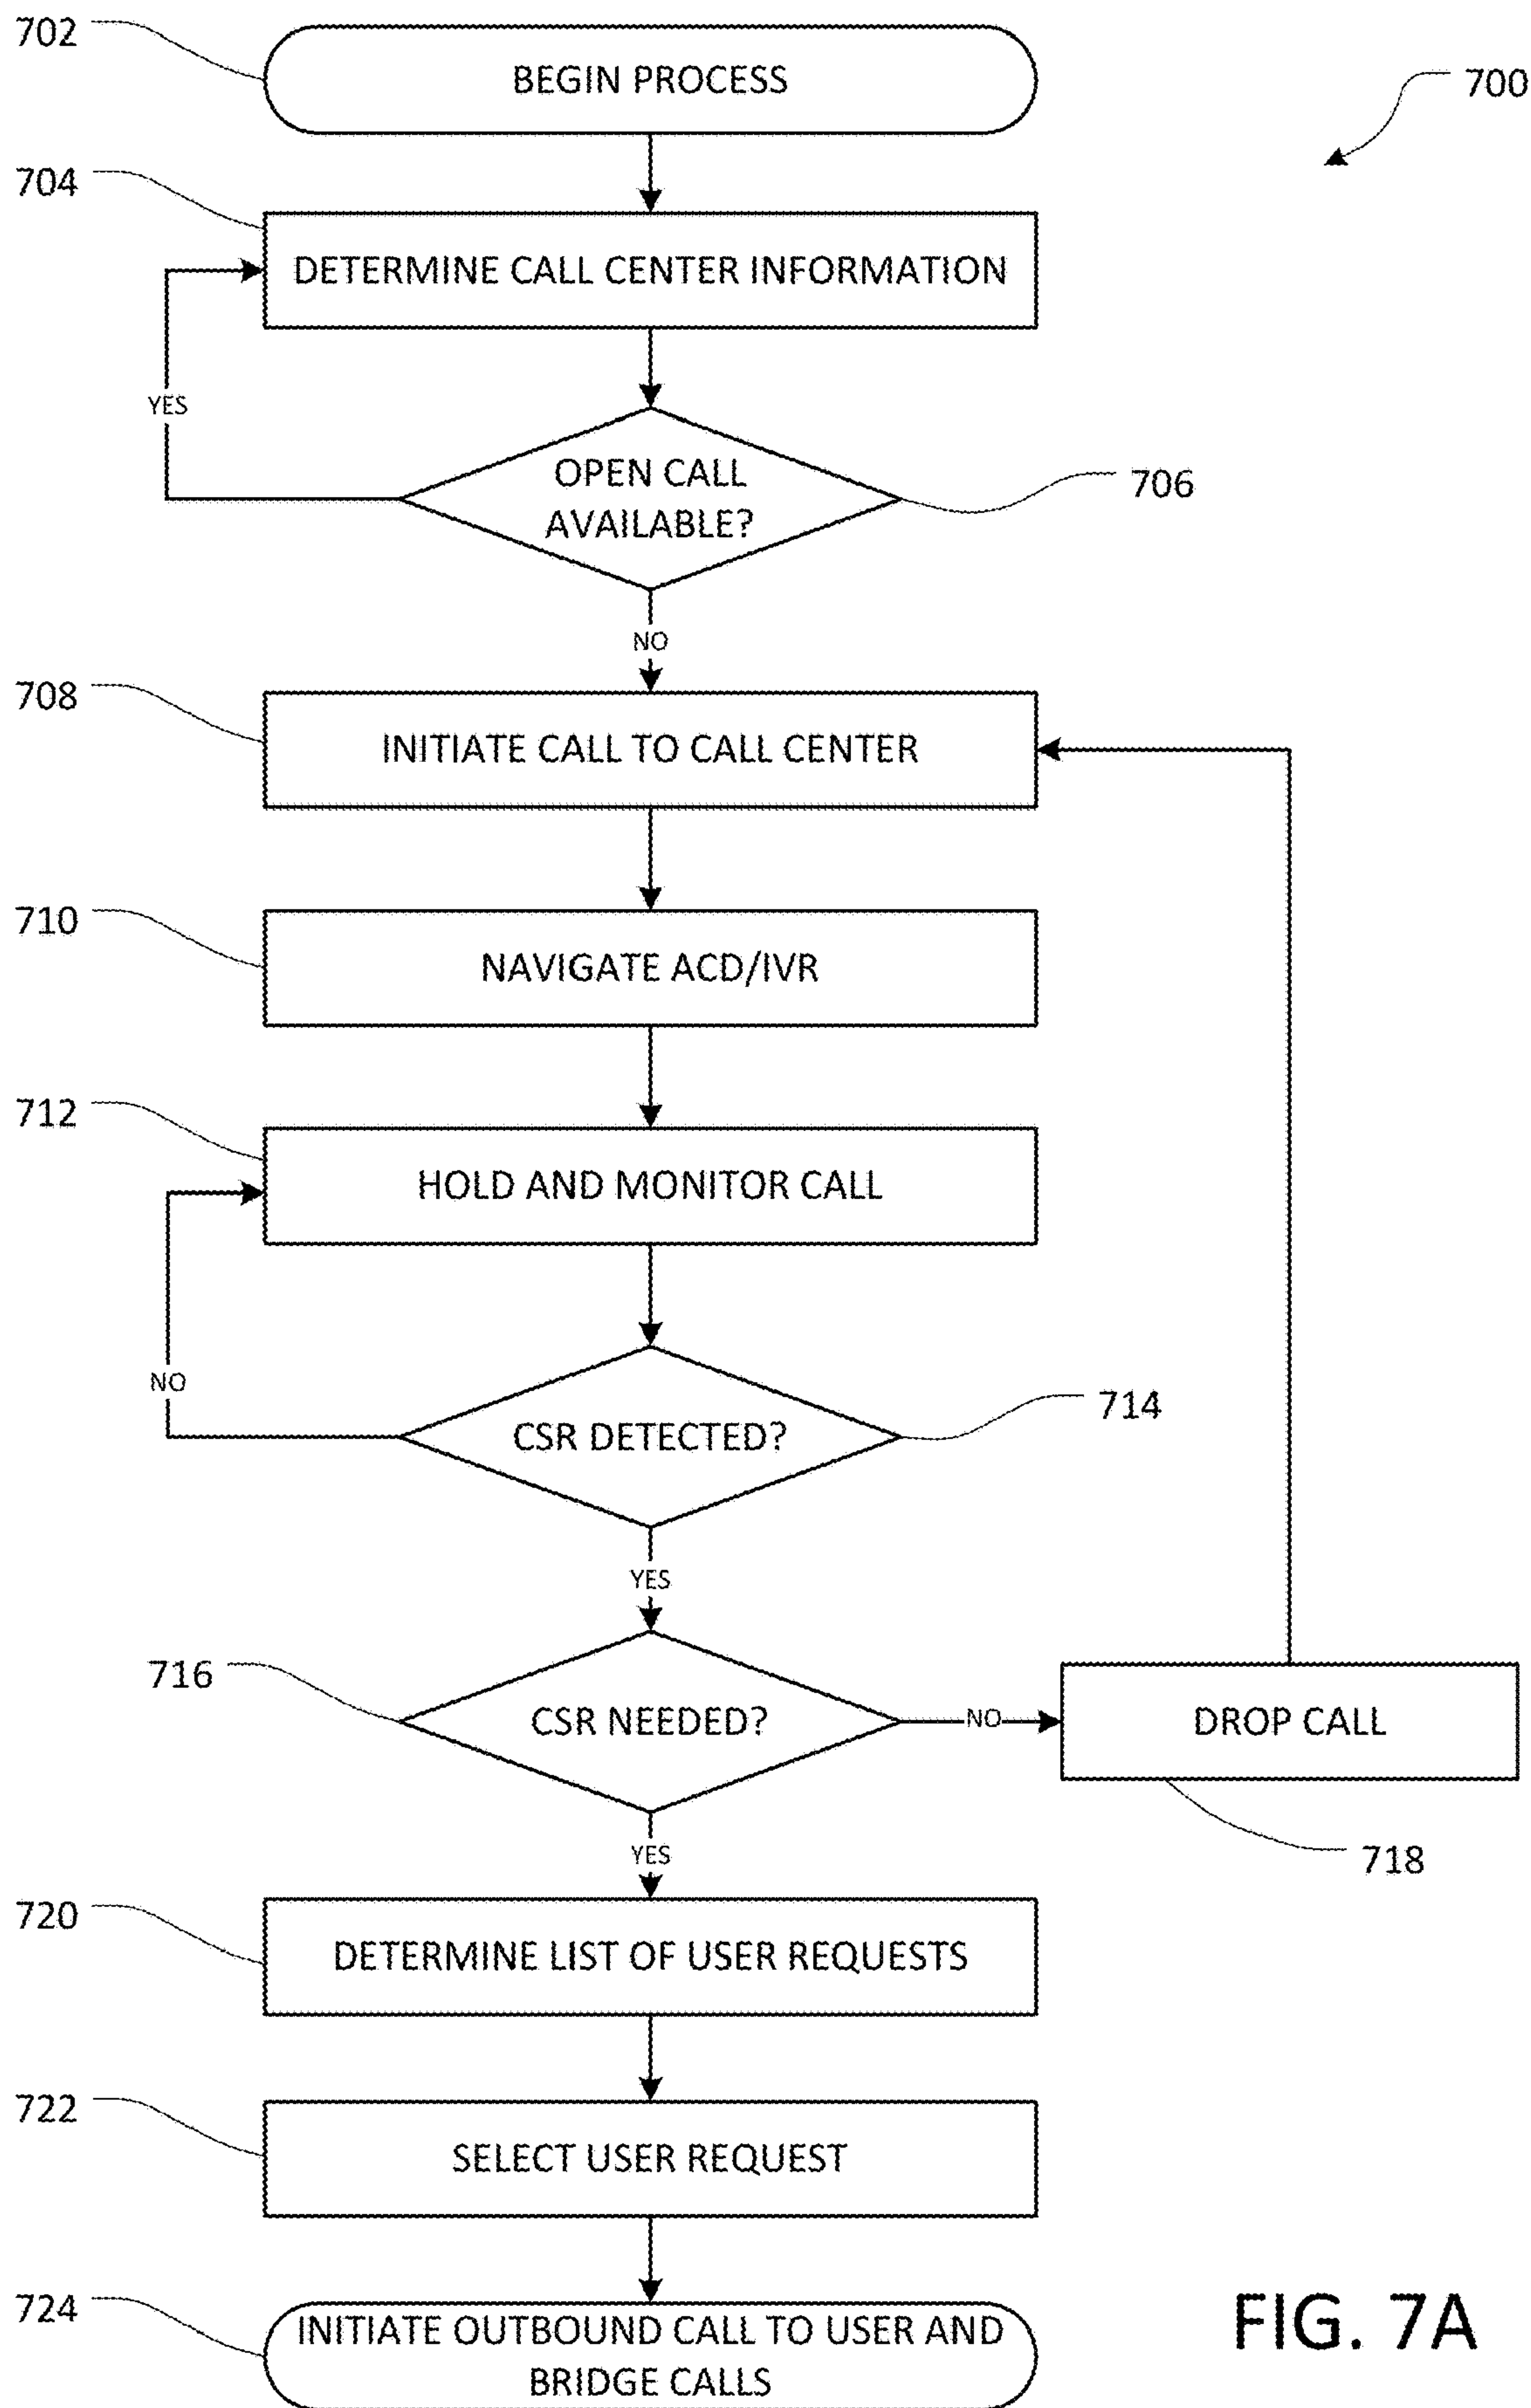 702
BEGIN PROCESS
700
704
DETERMINE CALL CENTER INFORMATION
YES
OPEN CALL
AVAILABLE?
706
NO
708
INITIATE CALL TO CALL CENTER
710
NAVIGATE ACD/IVR
712
HOLD AND MONITOR CALL
NO
CSR DETECTED?
714
YES
716
CSR NEEDED?
NO
DROP CALL
718
YES
720
DETERMINE LIST OF USER REQUESTS
722
SELECT USER REQUEST
724
INITIATE OUTBOUND CALL TO USER AND
BRIDGE CALLS
FIG. 7A